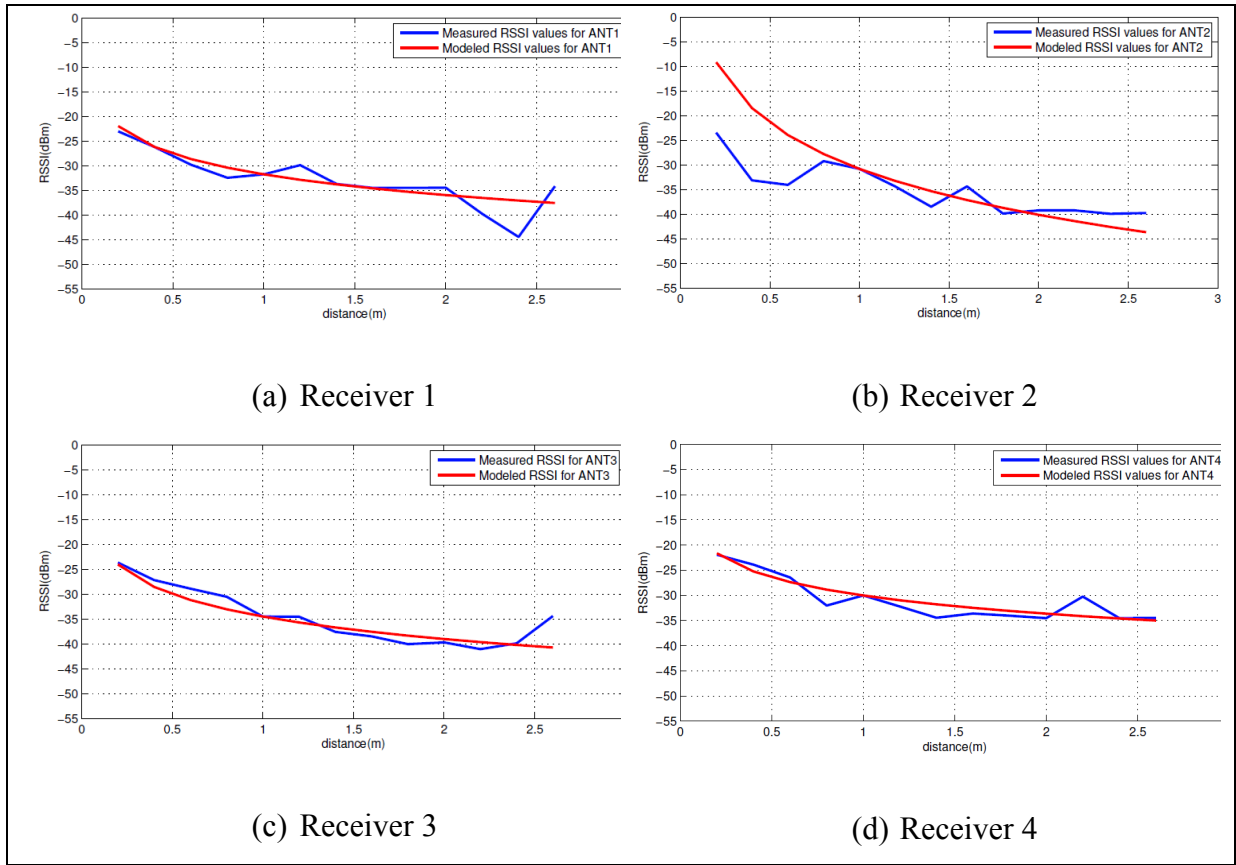 0
−5
−10
−15
−20
−25
−30
−35
−40
−45
−50
−55
RSSI(dBm)
Measured RSSI values for ANT1
Modeled RSSI values for ANT1
0 0.5 1 1.5 2 2.5
distance(m)
(a) Receiver 1
0
−5
−10
−15
−20
−25
−30
−35
−40
−45
−50
−55
RSSI(dBm)
Measured RSSI values for ANT2
Modeled RSSI values for ANT2
0 0.5 1 1.5 2 2.5 3
distance(m)
(b) Receiver 2
0
−5
−10
−15
−20
−25
−30
−35
−40
−45
−50
−55
RSSI(dBm)
Measured RSSI for ANT3
Modeled RSSI for ANT3
0 0.5 1 1.5 2 2.5
distance(m)
(c) Receiver 3
0
−5
−10
−15
−20
−25
−30
−35
−40
−45
−50
−55
RSSI(dBm)
Measured RSSI values for ANT4
Modeled RSSI values for ANT4
0 0.5 1 1.5 2 2.5
distance(m)
(d) Receiver 4